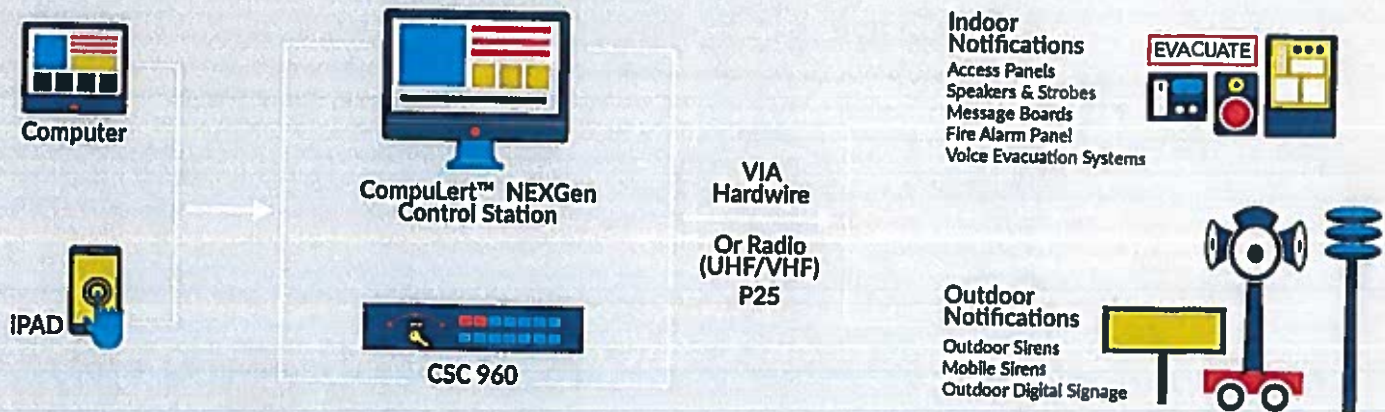 Computer
iPAD
CompuLert™ NEXGen
Control Station
CSC 960
VIA
Hardwire
Or Radio
(UHF/VHF)
P25
Indoor
Notifications
Access Panels
Speakers & Strobes
Message Boards
Fire Alarm Panel
Voice Evacuation Systems
EVACUATE
Outdoor
Notifications
Outdoor Sirens
Mobile Sirens
Outdoor Digital Signage